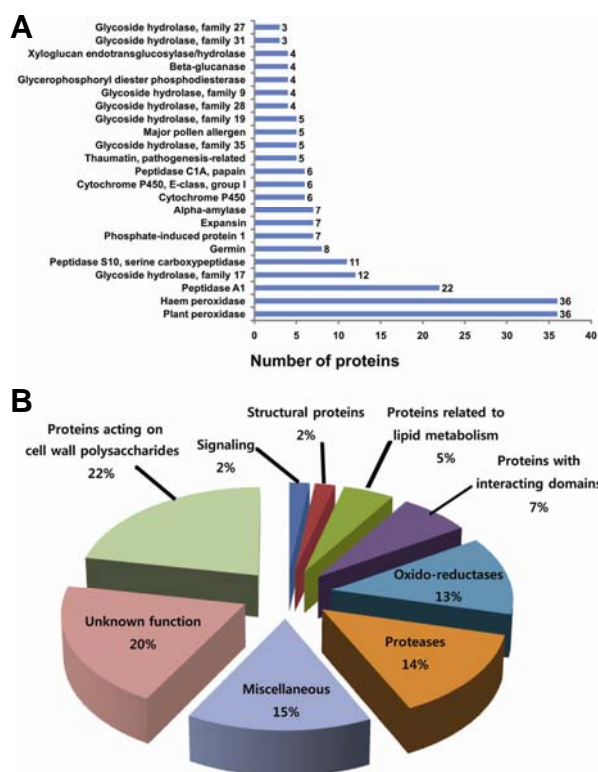 A
Glycoside hydrolase, family 27 3
Glycoside hydrolase, family 31 3
Xyloglucan endotransglucosylase/hydrolase 4
Beta-glucanase 4
Glycerophosphoryl diester phosphodiesterase 4
Glycoside hydrolase, family 9 4
Glycoside hydrolase, family 28 4
Glycoside hydrolase, family 19 5
Major pollen allergen 5
Glycoside hydrolase, family 35 5
Thaumatin, pathogenesis-related 5
Peptidase C1A, papain 6
Cytochrome P450, E-class, group I 6
Cytochrome P450 6
Alpha-amylase 7
Expansin 7
Phosphate-induced protein 1 7
Germin 8
Peptidase S10, serine carboxypeptidase 11
Glycoside hydrolase, family 17 12
Peptidase A1 22
Haem peroxidase 36
Plant peroxidase 36
0 5 10 15 20 25 30 35 40
Number of proteins
B
Proteins acting on
cell wall polysaccharides
22%
Signaling
2%
Structural proteins
2%
Proteins related to
lipid metabolism
5%
Proteins with
interacting domains
7%
Oxido-reductases
13%
Proteases
14%
Miscellaneous
15%
Unknown function
20%